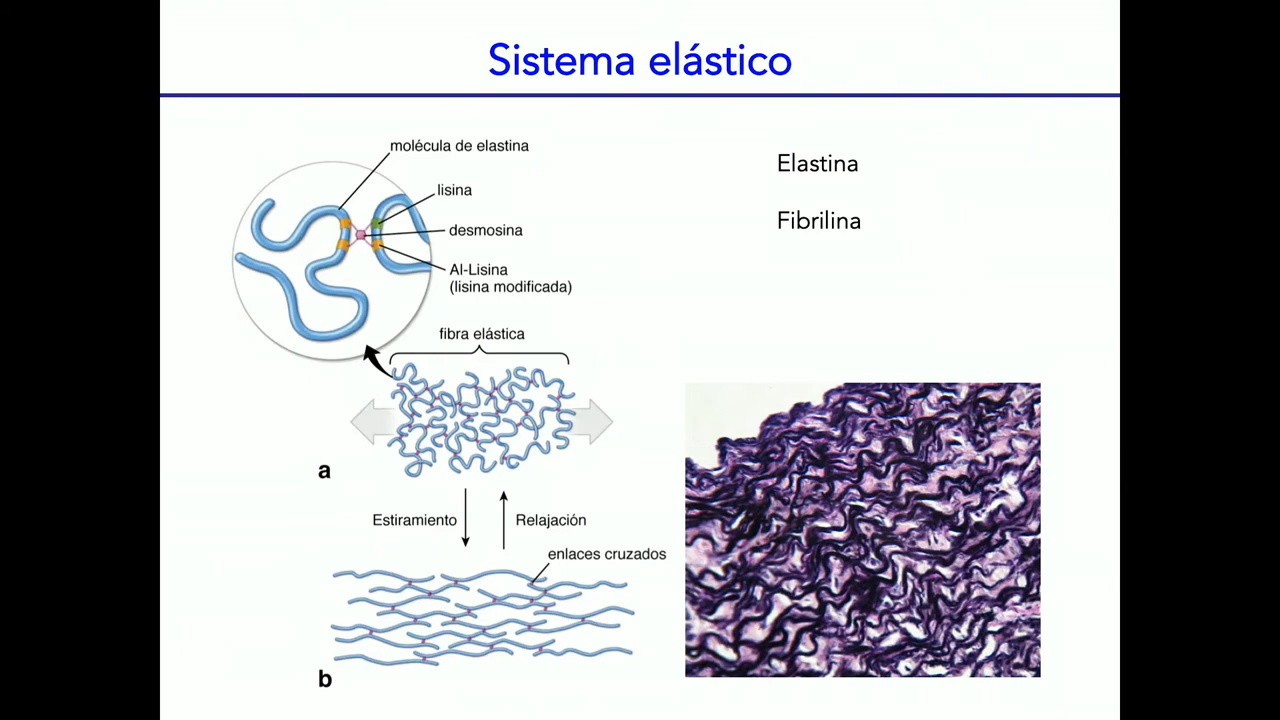 Sistema elástico
molécula de elastina
lisina
desmosina
Al-Lisina
(lisina modificada)
fibra elástica
a
Estiramiento
Relajación
enlaces cruzados
b
Elastina
Fibrilina